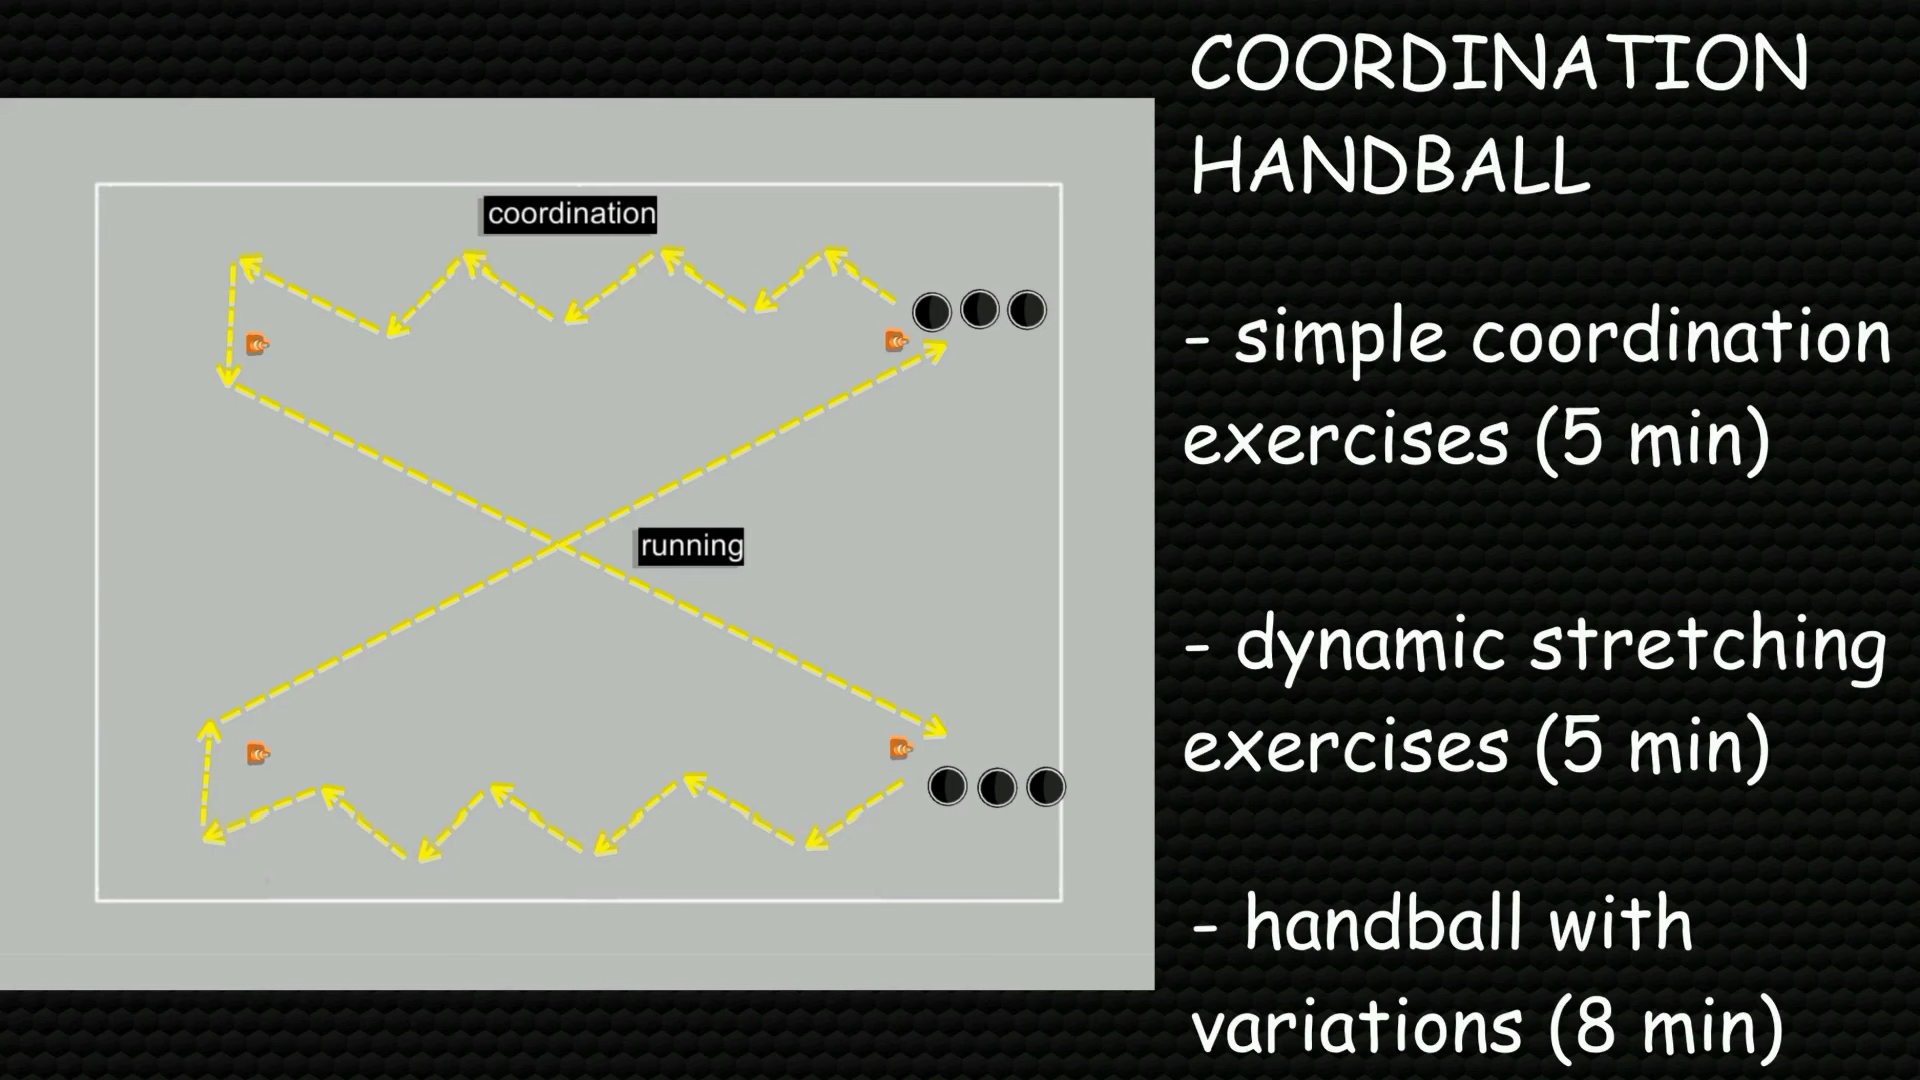 COORDINATION
HANDBALL
- simple coordination
exercises (5 min)
- dynamic stretching
exercises (5 min)
- handball with
variations (8 min)
coordination
running